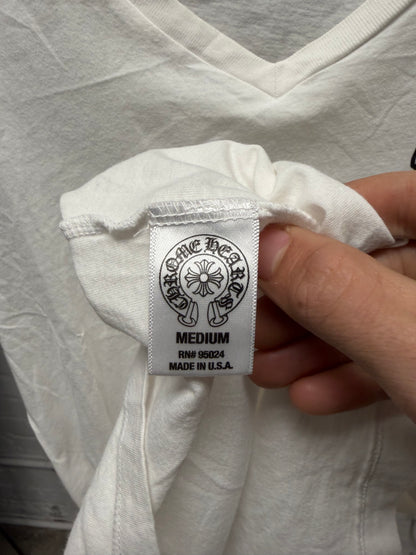 CHROME HEARTS
MEDIUM
RN# 95024
MADE IN U.S.A.